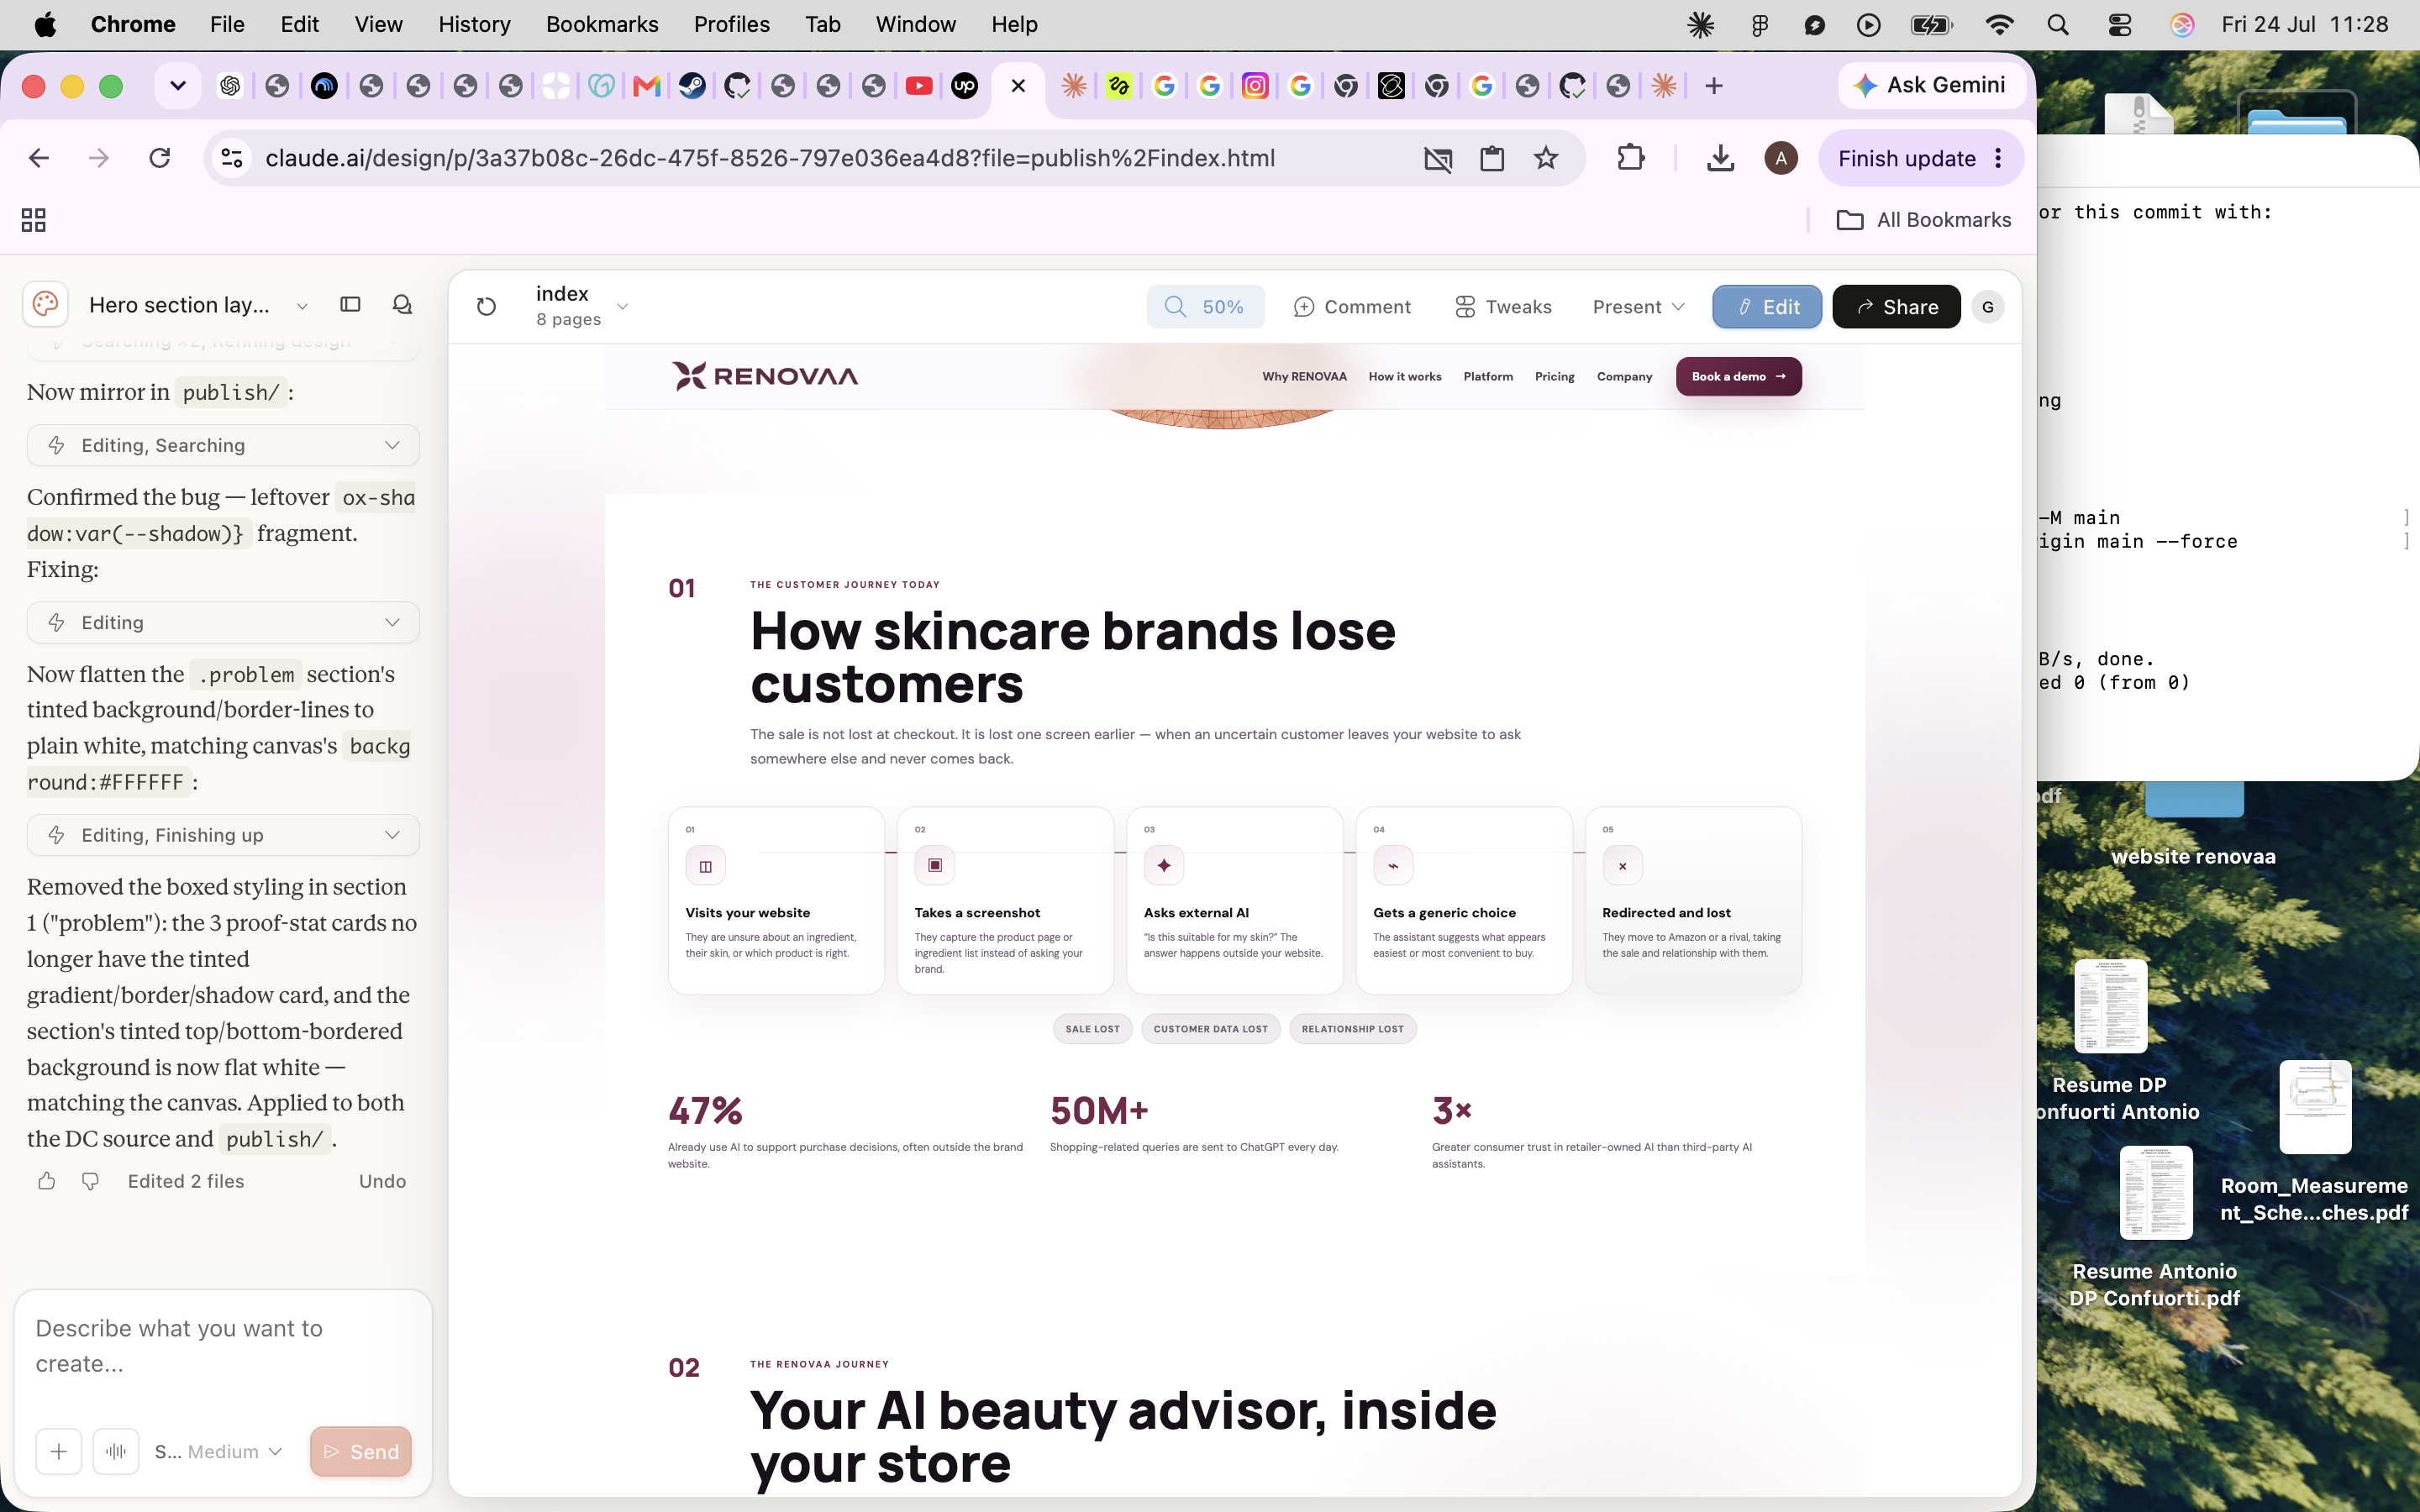 Chrome File Edit View History Bookmarks Profiles Tab Window Help
Fri 24 Jul 11:28
Ask Gemini
claude.ai/design/p/3a37b08c-26dc-475f-8526-797e036ea4d8?file=publish%2Findex.html
A
Finish update
All Bookmarks
Hero section lay...
Searching ×2, Refining design
Now mirror in publish/ :
Editing, Searching
Confirmed the bug — leftover ox-sha
dow:var(--shadow)} fragment.
Fixing:
Editing
Now flatten the .problem section's
tinted background/border-lines to
plain white, matching canvas's backg
round:#FFFFFF :
Editing, Finishing up
Removed the boxed styling in section
1 ("problem"): the 3 proof-stat cards no
longer have the tinted
gradient/border/shadow card, and the
section's tinted top/bottom-bordered
background is now flat white —
matching the canvas. Applied to both
the DC source and publish/ .
Edited 2 files
Undo
Describe what you want to
create...
S... Medium
Send
index
8 pages
50%
Comment
Tweaks
Present
Edit
Share
G
RENOVAA
Why RENOVAA How it works Platform Pricing Company
Book a demo →
01
THE CUSTOMER JOURNEY TODAY
How skincare brands lose
customers
The sale is not lost at checkout. It is lost one screen earlier — when an uncertain customer leaves your website to ask
somewhere else and never comes back.
01
Visits your website
They are unsure about an ingredient,
their skin, or which product is right.
02
Takes a screenshot
They capture the product page or
ingredient list instead of asking your
brand.
03
Asks external AI
“Is this suitable for my skin?” The
answer happens outside your website.
04
Gets a generic choice
The assistant suggests what appears
easiest or most convenient to buy.
05
Redirected and lost
They move to Amazon or a rival, taking
the sale and relationship with them.
SALE LOST
CUSTOMER DATA LOST
RELATIONSHIP LOST
47%
Already use AI to support purchase decisions, often outside the brand
website.
50M+
Shopping-related queries are sent to ChatGPT every day.
3×
Greater consumer trust in retailer-owned AI than third-party AI
assistants.
02
THE RENOVAA JOURNEY
Your AI beauty advisor, inside
your store
or this commit with:
ng
-M main ]
igin main --force ]
B/s, done.
ed 0 (from 0)
pdf
website renovaa
Resume DP
onfuorti Antonio
Room_Measureme
nt_Sche...ches.pdf
Resume Antonio
DP Confuorti.pdf